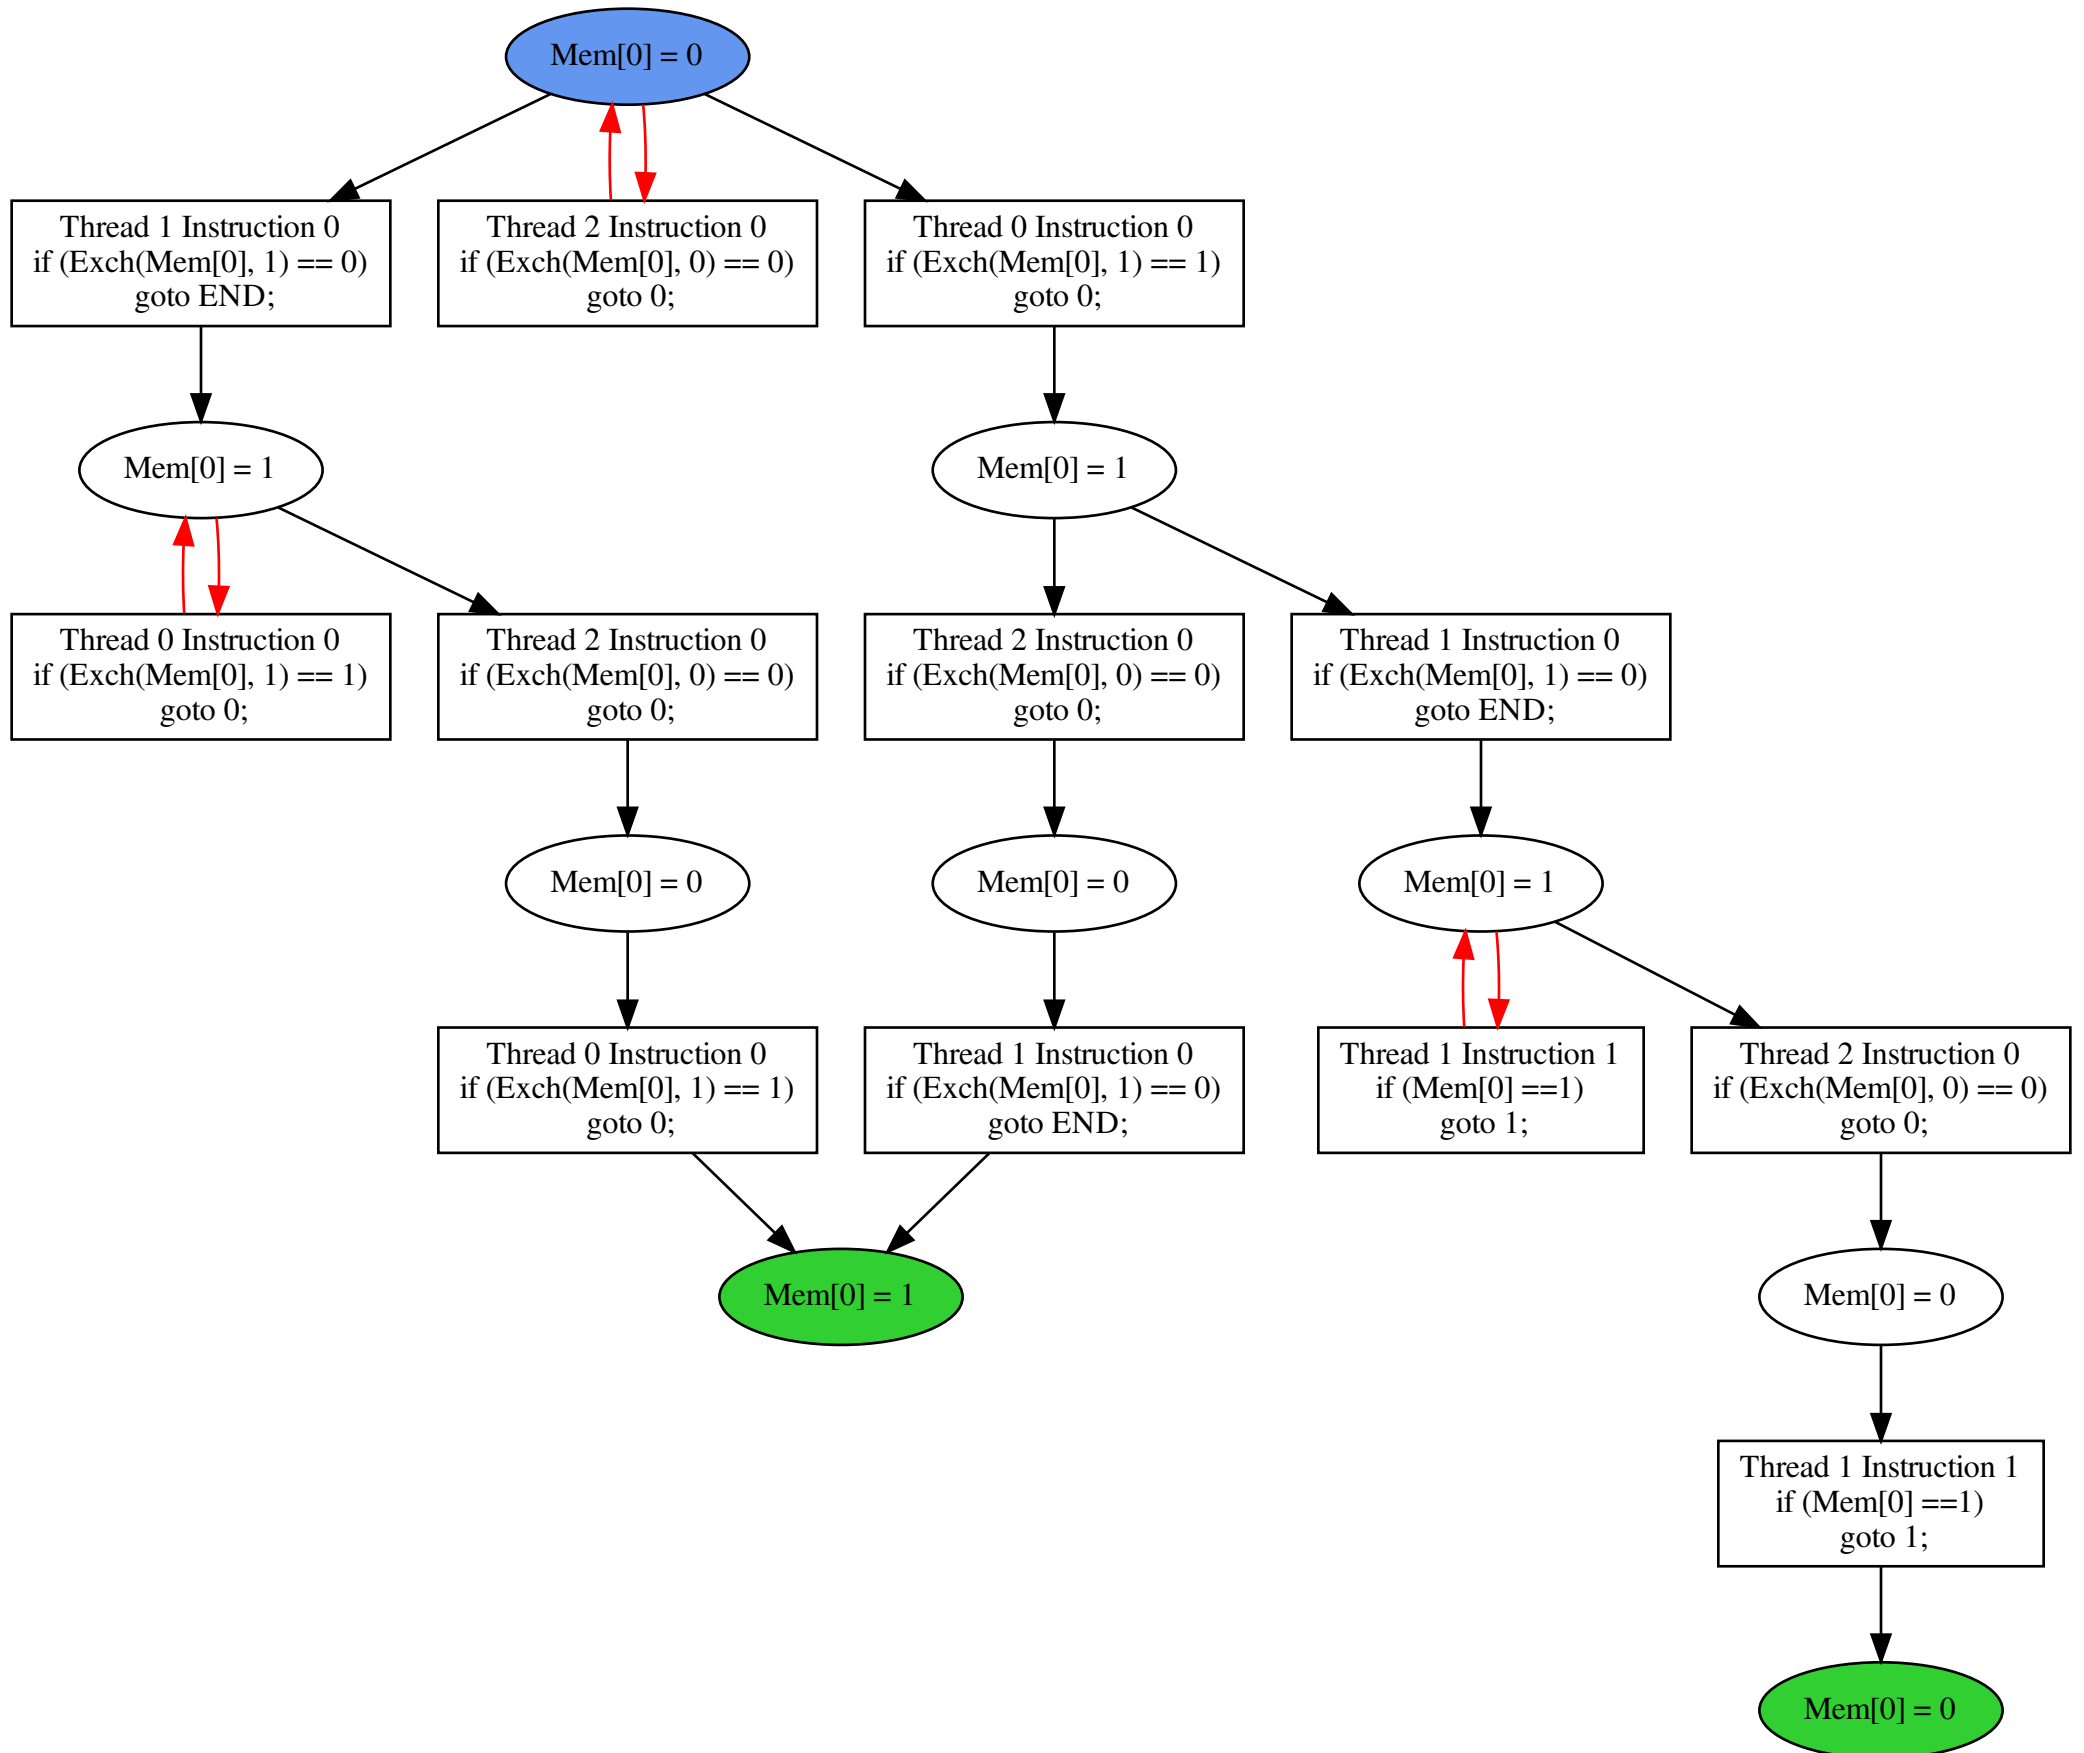 Mem[0] = 0
Thread 1 Instruction 0
if (Exch(Mem[0], 1) == 0)
goto END;
Thread 2 Instruction 0
if (Exch(Mem[0], 0) == 0)
goto 0;
Thread 0 Instruction 0
if (Exch(Mem[0], 1) == 1)
goto 0;
Mem[0] = 1
Mem[0] = 1
Thread 0 Instruction 0
if (Exch(Mem[0], 1) == 1)
goto 0;
Thread 2 Instruction 0
if (Exch(Mem[0], 0) == 0)
goto 0;
Thread 2 Instruction 0
if (Exch(Mem[0], 0) == 0)
goto 0;
Thread 1 Instruction 0
if (Exch(Mem[0], 1) == 0)
goto END;
Mem[0] = 0
Mem[0] = 0
Mem[0] = 1
Thread 0 Instruction 0
if (Exch(Mem[0], 1) == 1)
goto 0;
Thread 1 Instruction 0
if (Exch(Mem[0], 1) == 0)
goto END;
Thread 1 Instruction 1
if (Mem[0] ==1)
goto 1;
Thread 2 Instruction 0
if (Exch(Mem[0], 0) == 0)
goto 0;
Mem[0] = 1
Mem[0] = 0
Thread 1 Instruction 1
if (Mem[0] ==1)
goto 1;
Mem[0] = 0